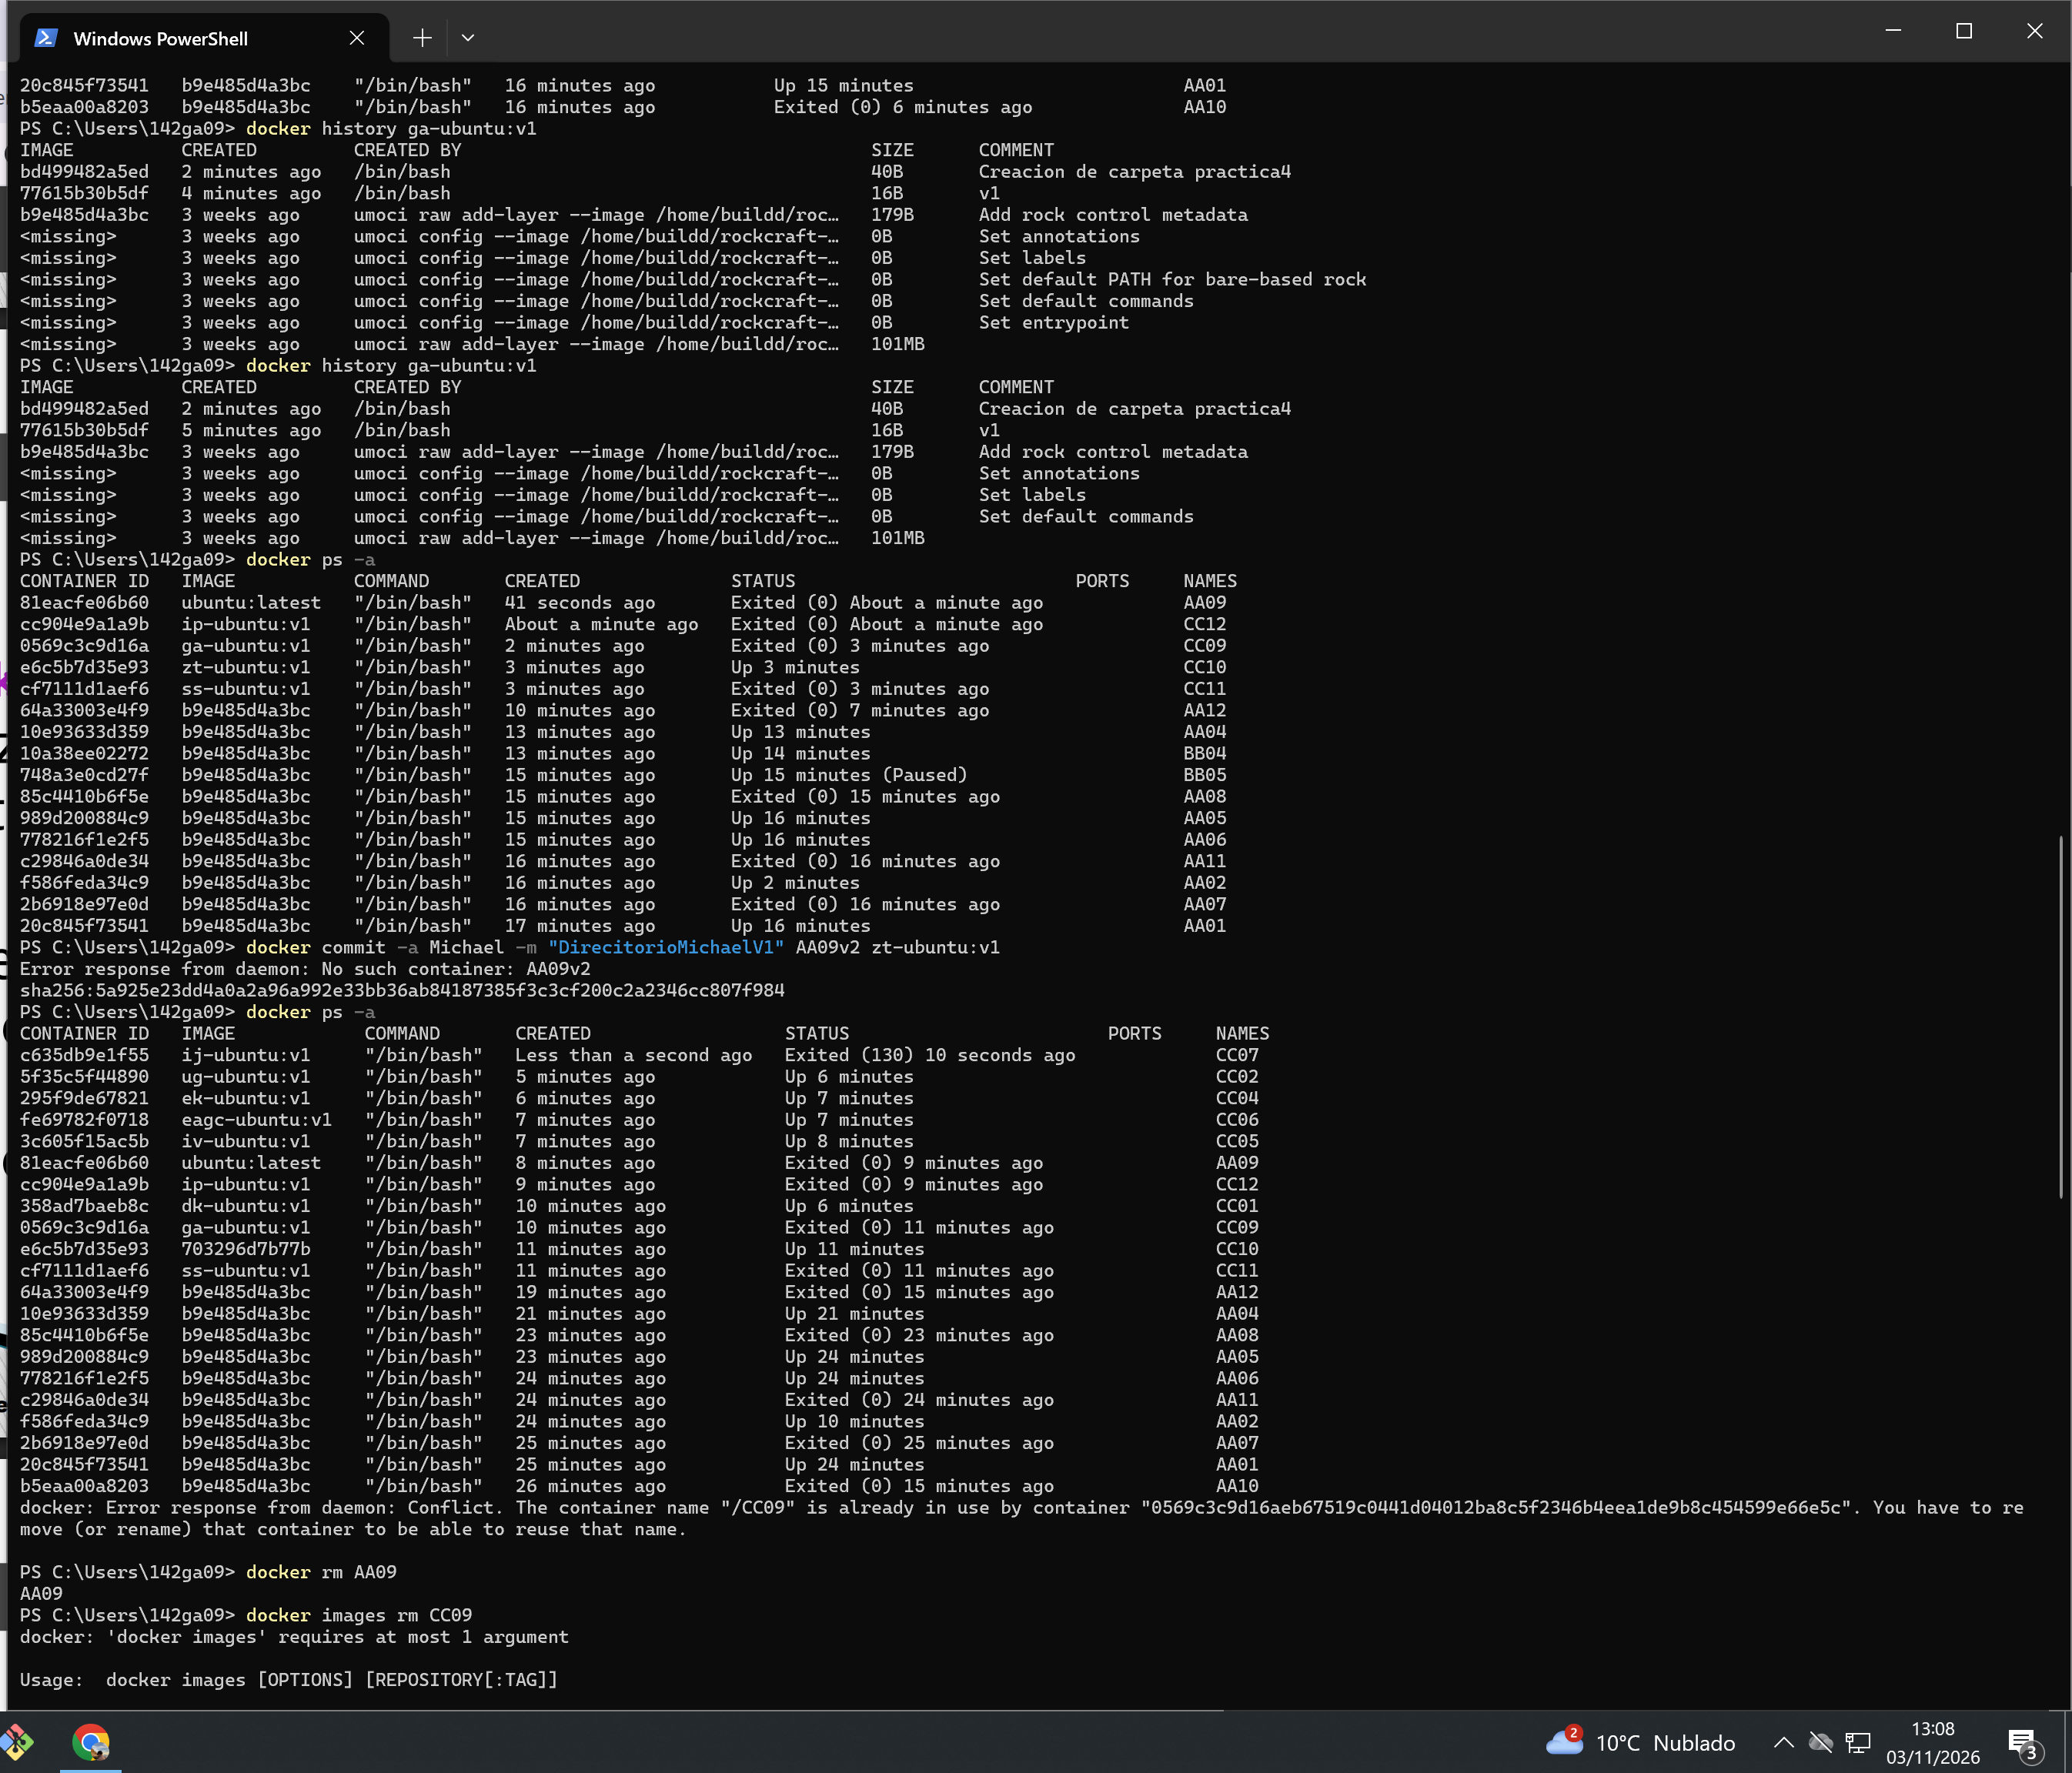 Windows PowerShell
20c845f73541   b9e485d4a3bc   "/bin/bash"   16 minutes ago   Up 15 minutes   AA01
b5eaa00a8203   b9e485d4a3bc   "/bin/bash"   16 minutes ago   Exited (0) 6 minutes ago   AA10
PS C:\Users\142ga09> docker history ga-ubuntu:v1
IMAGE   CREATED   CREATED BY   SIZE   COMMENT
bd499482a5ed   2 minutes ago   /bin/bash   40B   Creacion de carpeta practica4
77615b30b5df   4 minutes ago   /bin/bash   16B   v1
b9e485d4a3bc   3 weeks ago   umoci raw add-layer --image /home/buildd/roc…   179B   Add rock control metadata
<missing>   3 weeks ago   umoci config --image /home/buildd/rockcraft-…   0B   Set annotations
<missing>   3 weeks ago   umoci config --image /home/buildd/rockcraft-…   0B   Set labels
<missing>   3 weeks ago   umoci config --image /home/buildd/rockcraft-…   0B   Set default PATH for bare-based rock
<missing>   3 weeks ago   umoci config --image /home/buildd/rockcraft-…   0B   Set default commands
<missing>   3 weeks ago   umoci config --image /home/buildd/rockcraft-…   0B   Set entrypoint
<missing>   3 weeks ago   umoci raw add-layer --image /home/buildd/roc…   101MB
PS C:\Users\142ga09> docker history ga-ubuntu:v1
IMAGE   CREATED   CREATED BY   SIZE   COMMENT
bd499482a5ed   2 minutes ago   /bin/bash   40B   Creacion de carpeta practica4
77615b30b5df   5 minutes ago   /bin/bash   16B   v1
b9e485d4a3bc   3 weeks ago   umoci raw add-layer --image /home/buildd/roc…   179B   Add rock control metadata
<missing>   3 weeks ago   umoci config --image /home/buildd/rockcraft-…   0B   Set annotations
<missing>   3 weeks ago   umoci config --image /home/buildd/rockcraft-…   0B   Set labels
<missing>   3 weeks ago   umoci config --image /home/buildd/rockcraft-…   0B   Set default commands
<missing>   3 weeks ago   umoci raw add-layer --image /home/buildd/roc…   101MB
PS C:\Users\142ga09> docker ps -a
CONTAINER ID   IMAGE   COMMAND   CREATED   STATUS   PORTS   NAMES
81eacfe06b60   ubuntu:latest   "/bin/bash"   41 seconds ago   Exited (0) About a minute ago   AA09
cc904e9a1a9b   ip-ubuntu:v1   "/bin/bash"   About a minute ago   Exited (0) About a minute ago   CC12
0569c3c9d16a   ga-ubuntu:v1   "/bin/bash"   2 minutes ago   Exited (0) 3 minutes ago   CC09
e6c5b7d35e93   zt-ubuntu:v1   "/bin/bash"   3 minutes ago   Up 3 minutes   CC10
cf7111d1aef6   ss-ubuntu:v1   "/bin/bash"   3 minutes ago   Exited (0) 3 minutes ago   CC11
64a33003e4f9   b9e485d4a3bc   "/bin/bash"   10 minutes ago   Exited (0) 7 minutes ago   AA12
10e93633d359   b9e485d4a3bc   "/bin/bash"   13 minutes ago   Up 13 minutes   AA04
10a38ee02272   b9e485d4a3bc   "/bin/bash"   13 minutes ago   Up 14 minutes   BB04
748a3e0cd27f   b9e485d4a3bc   "/bin/bash"   15 minutes ago   Up 15 minutes (Paused)   BB05
85c4410b6f5e   b9e485d4a3bc   "/bin/bash"   15 minutes ago   Exited (0) 15 minutes ago   AA08
989d200884c9   b9e485d4a3bc   "/bin/bash"   15 minutes ago   Up 16 minutes   AA05
778216f1e2f5   b9e485d4a3bc   "/bin/bash"   15 minutes ago   Up 16 minutes   AA06
c29846a0de34   b9e485d4a3bc   "/bin/bash"   16 minutes ago   Exited (0) 16 minutes ago   AA11
f586feda34c9   b9e485d4a3bc   "/bin/bash"   16 minutes ago   Up 2 minutes   AA02
2b6918e97e0d   b9e485d4a3bc   "/bin/bash"   16 minutes ago   Exited (0) 16 minutes ago   AA07
20c845f73541   b9e485d4a3bc   "/bin/bash"   17 minutes ago   Up 16 minutes   AA01
PS C:\Users\142ga09> docker commit -a Michael -m "DirecitorioMichaelV1" AA09v2 zt-ubuntu:v1
Error response from daemon: No such container: AA09v2
sha256:5a925e23dd4a0a2a96a992e33bb36ab84187385f3c3cf200c2a2346cc807f984
PS C:\Users\142ga09> docker ps -a
CONTAINER ID   IMAGE   COMMAND   CREATED   STATUS   PORTS   NAMES
c635db9e1f55   ij-ubuntu:v1   "/bin/bash"   Less than a second ago   Exited (130) 10 seconds ago   CC07
5f35c5f44890   ug-ubuntu:v1   "/bin/bash"   5 minutes ago   Up 6 minutes   CC02
295f9de67821   ek-ubuntu:v1   "/bin/bash"   6 minutes ago   Up 7 minutes   CC04
fe69782f0718   eagc-ubuntu:v1   "/bin/bash"   7 minutes ago   Up 7 minutes   CC06
3c605f15ac5b   iv-ubuntu:v1   "/bin/bash"   7 minutes ago   Up 8 minutes   CC05
81eacfe06b60   ubuntu:latest   "/bin/bash"   8 minutes ago   Exited (0) 9 minutes ago   AA09
cc904e9a1a9b   ip-ubuntu:v1   "/bin/bash"   9 minutes ago   Exited (0) 9 minutes ago   CC12
358ad7baeb8c   dk-ubuntu:v1   "/bin/bash"   10 minutes ago   Up 6 minutes   CC01
0569c3c9d16a   ga-ubuntu:v1   "/bin/bash"   10 minutes ago   Exited (0) 11 minutes ago   CC09
e6c5b7d35e93   703296d7b77b   "/bin/bash"   11 minutes ago   Up 11 minutes   CC10
cf7111d1aef6   ss-ubuntu:v1   "/bin/bash"   11 minutes ago   Exited (0) 11 minutes ago   CC11
64a33003e4f9   b9e485d4a3bc   "/bin/bash"   19 minutes ago   Exited (0) 15 minutes ago   AA12
10e93633d359   b9e485d4a3bc   "/bin/bash"   21 minutes ago   Up 21 minutes   AA04
85c4410b6f5e   b9e485d4a3bc   "/bin/bash"   23 minutes ago   Exited (0) 23 minutes ago   AA08
989d200884c9   b9e485d4a3bc   "/bin/bash"   23 minutes ago   Up 24 minutes   AA05
778216f1e2f5   b9e485d4a3bc   "/bin/bash"   24 minutes ago   Up 24 minutes   AA06
c29846a0de34   b9e485d4a3bc   "/bin/bash"   24 minutes ago   Exited (0) 24 minutes ago   AA11
f586feda34c9   b9e485d4a3bc   "/bin/bash"   24 minutes ago   Up 10 minutes   AA02
2b6918e97e0d   b9e485d4a3bc   "/bin/bash"   25 minutes ago   Exited (0) 25 minutes ago   AA07
20c845f73541   b9e485d4a3bc   "/bin/bash"   25 minutes ago   Up 24 minutes   AA01
b5eaa00a8203   b9e485d4a3bc   "/bin/bash"   26 minutes ago   Exited (0) 15 minutes ago   AA10
docker: Error response from daemon: Conflict. The container name "/CC09" is already in use by container "0569c3c9d16aeb67519c0441d04012ba8c5f2346b4eea1de9b8c454599e66e5c". You have to re
move (or rename) that container to be able to reuse that name.
PS C:\Users\142ga09> docker rm AA09
AA09
PS C:\Users\142ga09> docker images rm CC09
docker: 'docker images' requires at most 1 argument
Usage:  docker images [OPTIONS] [REPOSITORY[:TAG]]
2
10°C Nublado
13:08
03/11/2026
3